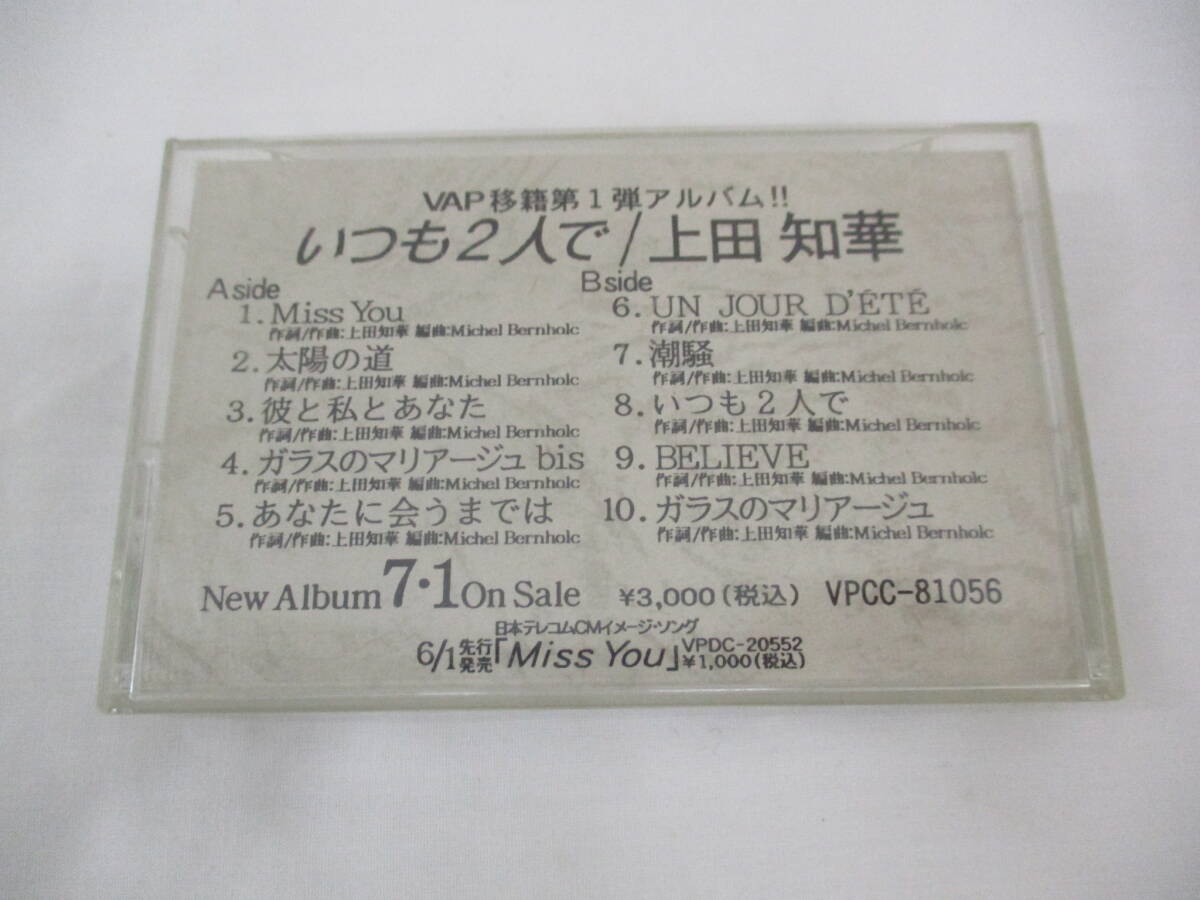 VAP移籍第1弾アルバム!!
いつも2人で/上田 知華
A side
1. Miss You
作詞/作曲:上田知華 編曲:Michel Bernholc
2. 太陽の道
作詞/作曲:上田知華 編曲:Michel Bernholc
3. 彼と私とあなた
作詞/作曲:上田知華 編曲:Michel Bernholc
4. ガラスのマリアージュ bis
作詞/作曲:上田知華 編曲:Michel Bernholc
5. あなたに会うまでは
作詞/作曲:上田知華 編曲:Michel Bernholc
B side
6. UN JOUR D'ÉTÉ
作詞/作曲:上田知華 編曲:Michel Bernholc
7. 潮騒
作詞/作曲:上田知華 編曲:Michel Bernholc
8. いつも2人で
作詞/作曲:上田知華 編曲:Michel Bernholc
9. BELIEVE
作詞/作曲:上田知華 編曲:Michel Bernholc
10. ガラスのマリアージュ
作詞/作曲:上田知華 編曲:Michel Bernholc
New Album 7・1 On Sale ¥3,000(税込) VPCC-81056
日本テレコムCMイメージ・ソング
6/1先行発売「Miss You」VPDC-20552 ¥1,000(税込)